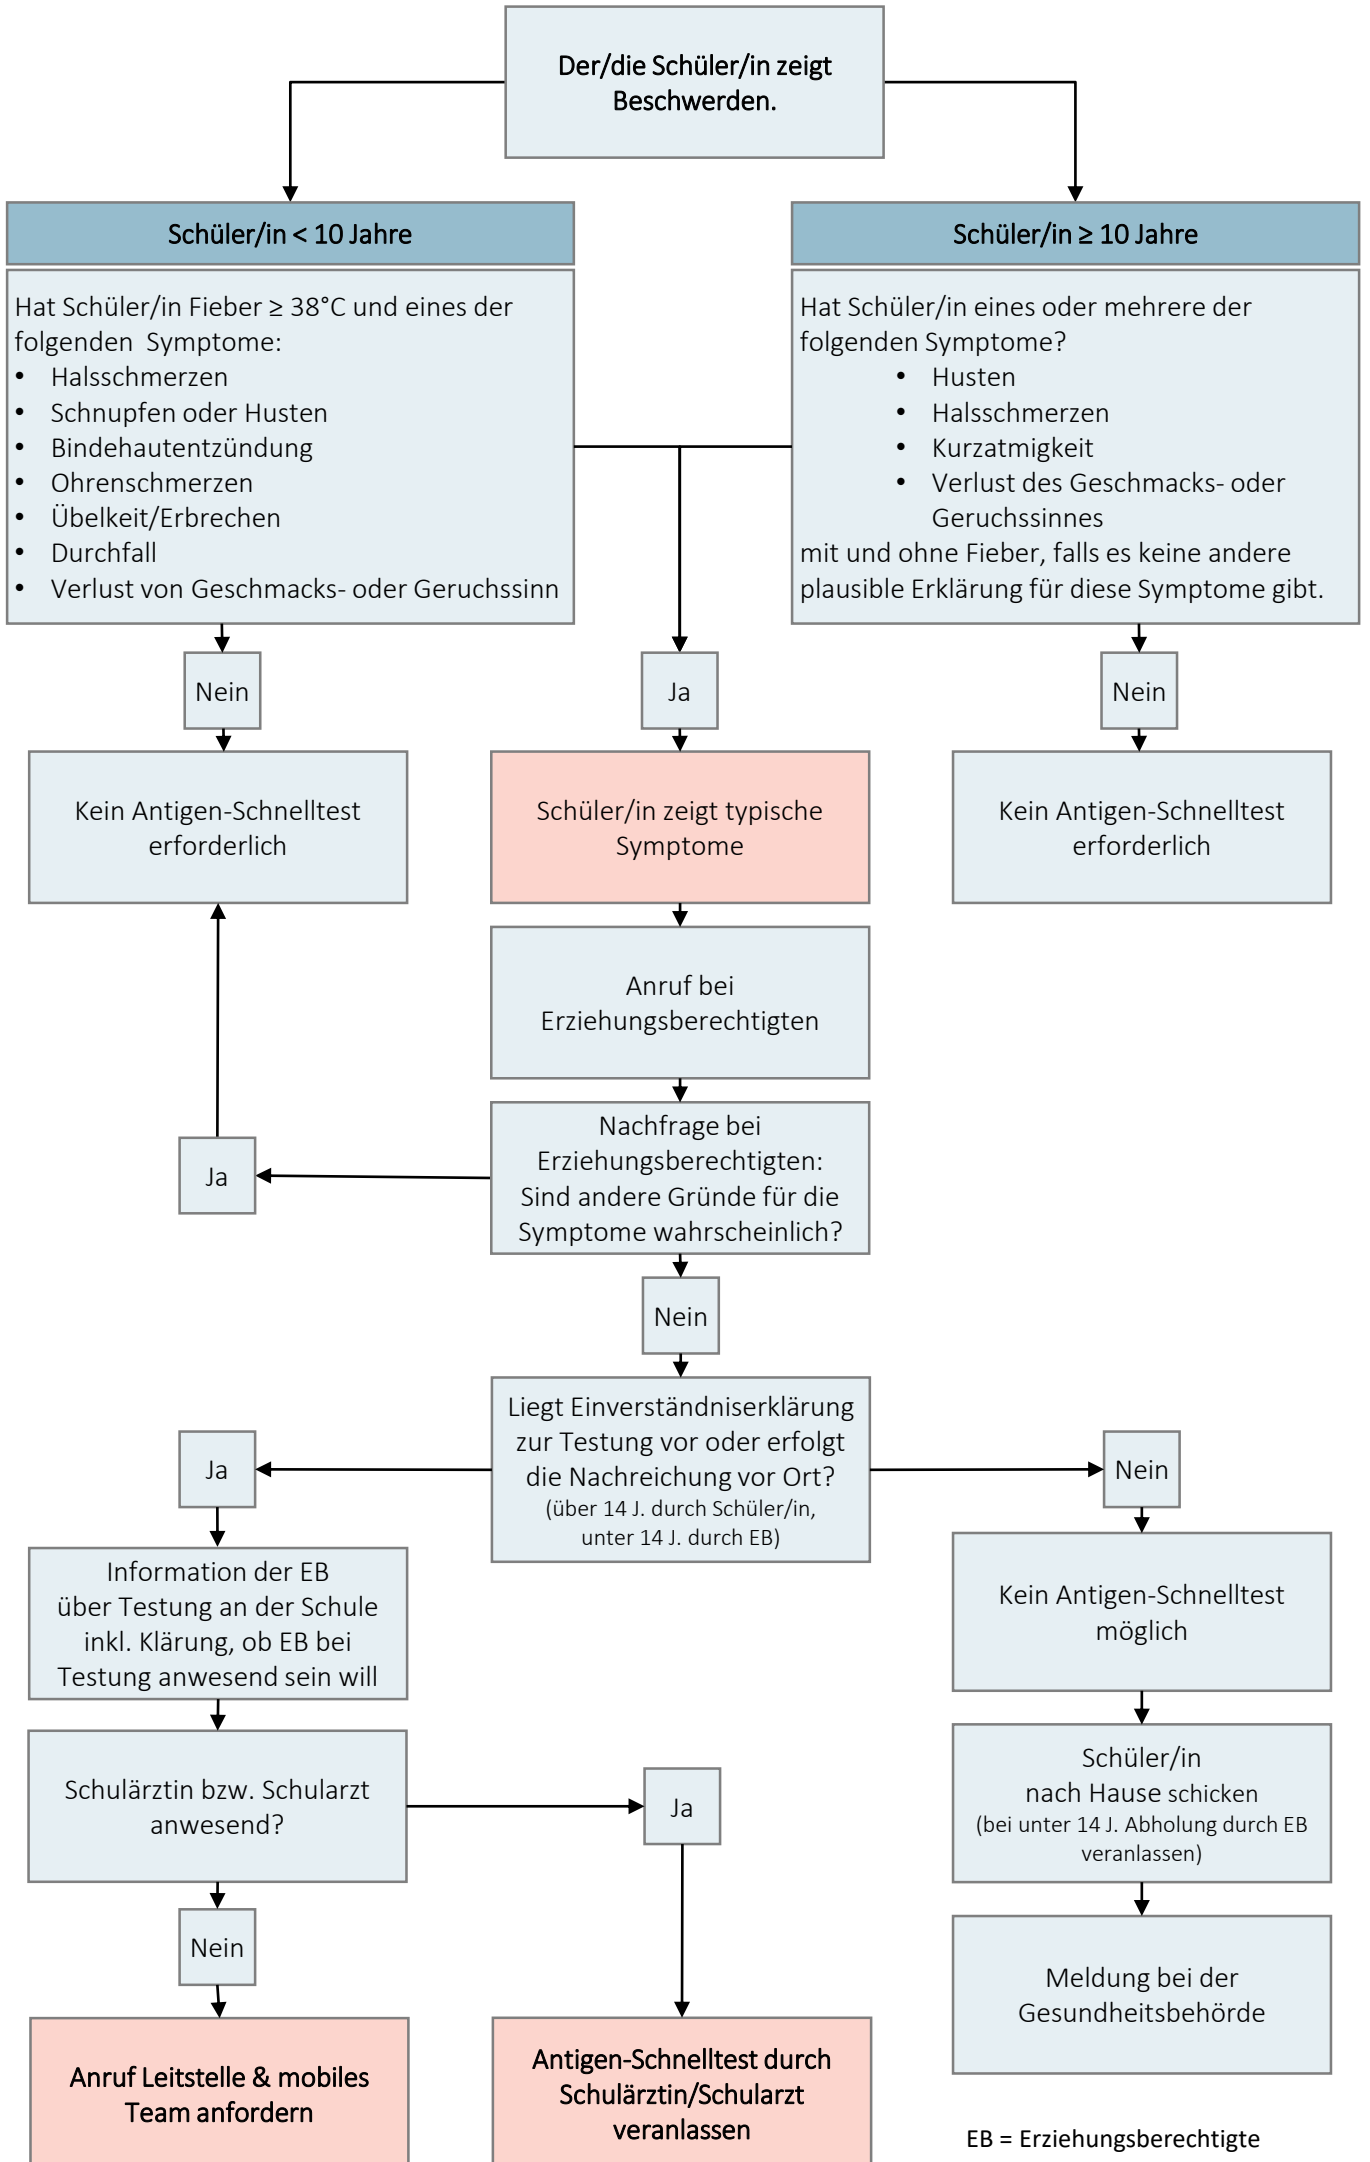 Der/die Schüler/in zeigt
Beschwerden.
Schüler/in < 10 Jahre
Hat Schüler/in Fieber ≥ 38°C und eines der
folgenden Symptome:
• Halsschmerzen
• Schnupfen oder Husten
• Bindehautentzündung
• Ohrenschmerzen
• Übelkeit/Erbrechen
• Durchfall
• Verlust von Geschmacks- oder Geruchssinn
Schüler/in ≥ 10 Jahre
Hat Schüler/in eines oder mehrere der
folgenden Symptome?
• Husten
• Halsschmerzen
• Kurzatmigkeit
• Verlust des Geschmacks- oder
Geruchssinnes
mit und ohne Fieber, falls es keine andere
plausible Erklärung für diese Symptome gibt.
Nein
Ja
Nein
Kein Antigen-Schnelltest
erforderlich
Schüler/in zeigt typische
Symptome
Kein Antigen-Schnelltest
erforderlich
Anruf bei
Erziehungsberechtigten
Nachfrage bei
Erziehungsberechtigten:
Sind andere Gründe für die
Symptome wahrscheinlich?
Ja
Nein
Liegt Einverständniserklärung
zur Testung vor oder erfolgt
die Nachreichung vor Ort?
(über 14 J. durch Schüler/in,
unter 14 J. durch EB)
Ja
Nein
Information der EB
über Testung an der Schule
inkl. Klärung, ob EB bei
Testung anwesend sein will
Kein Antigen-Schnelltest
möglich
Schulärztin bzw. Schularzt
anwesend?
Ja
Schüler/in
nach Hause schicken
(bei unter 14 J. Abholung durch EB
veranlassen)
Nein
Meldung bei der
Gesundheitsbehörde
Anruf Leitstelle & mobiles
Team anfordern
Antigen-Schnelltest durch
Schulärztin/Schularzt
veranlassen
EB = Erziehungsberechtigte